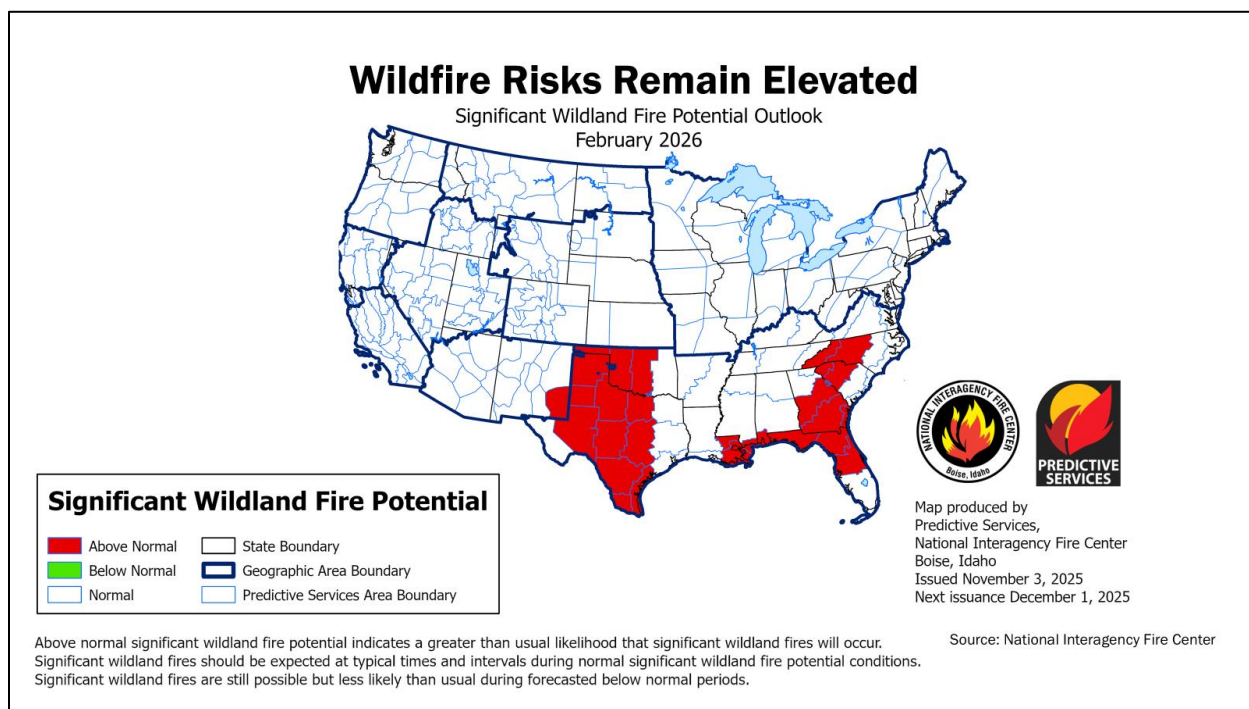 Wildfire Risks Remain Elevated
Significant Wildland Fire Potential Outlook
February 2026
NATIONAL INTERAGENCY FIRE CENTER
Boise, Idaho
PREDICTIVE
SERVICES
Map produced by
Predictive Services,
National Interagency Fire Center
Boise, Idaho
Issued November 3, 2025
Next issuance December 1, 2025
Significant Wildland Fire Potential
Above Normal
State Boundary
Below Normal
Geographic Area Boundary
Normal
Predictive Services Area Boundary
Above normal significant wildland fire potential indicates a greater than usual likelihood that significant wildland fires will occur.
Significant wildland fires should be expected at typical times and intervals during normal significant wildland fire potential conditions.
Significant wildland fires are still possible but less likely than usual during forecasted below normal periods.
Source: National Interagency Fire Center